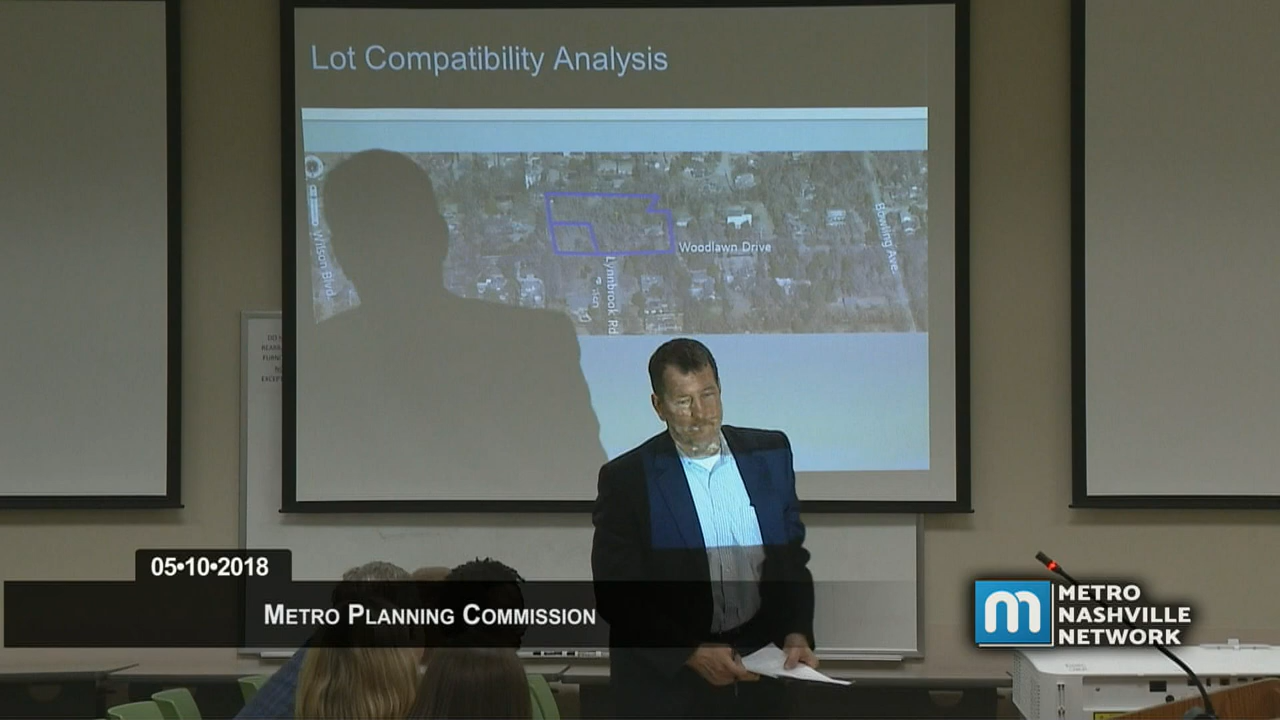 Lot Compatibility Analysis
Wilson Blvd
Bowling Ave
Woodlawn Drive
Lynnbrook Rd
05•10•2018
METRO PLANNING COMMISSION
METRO
NASHVILLE
NETWORK